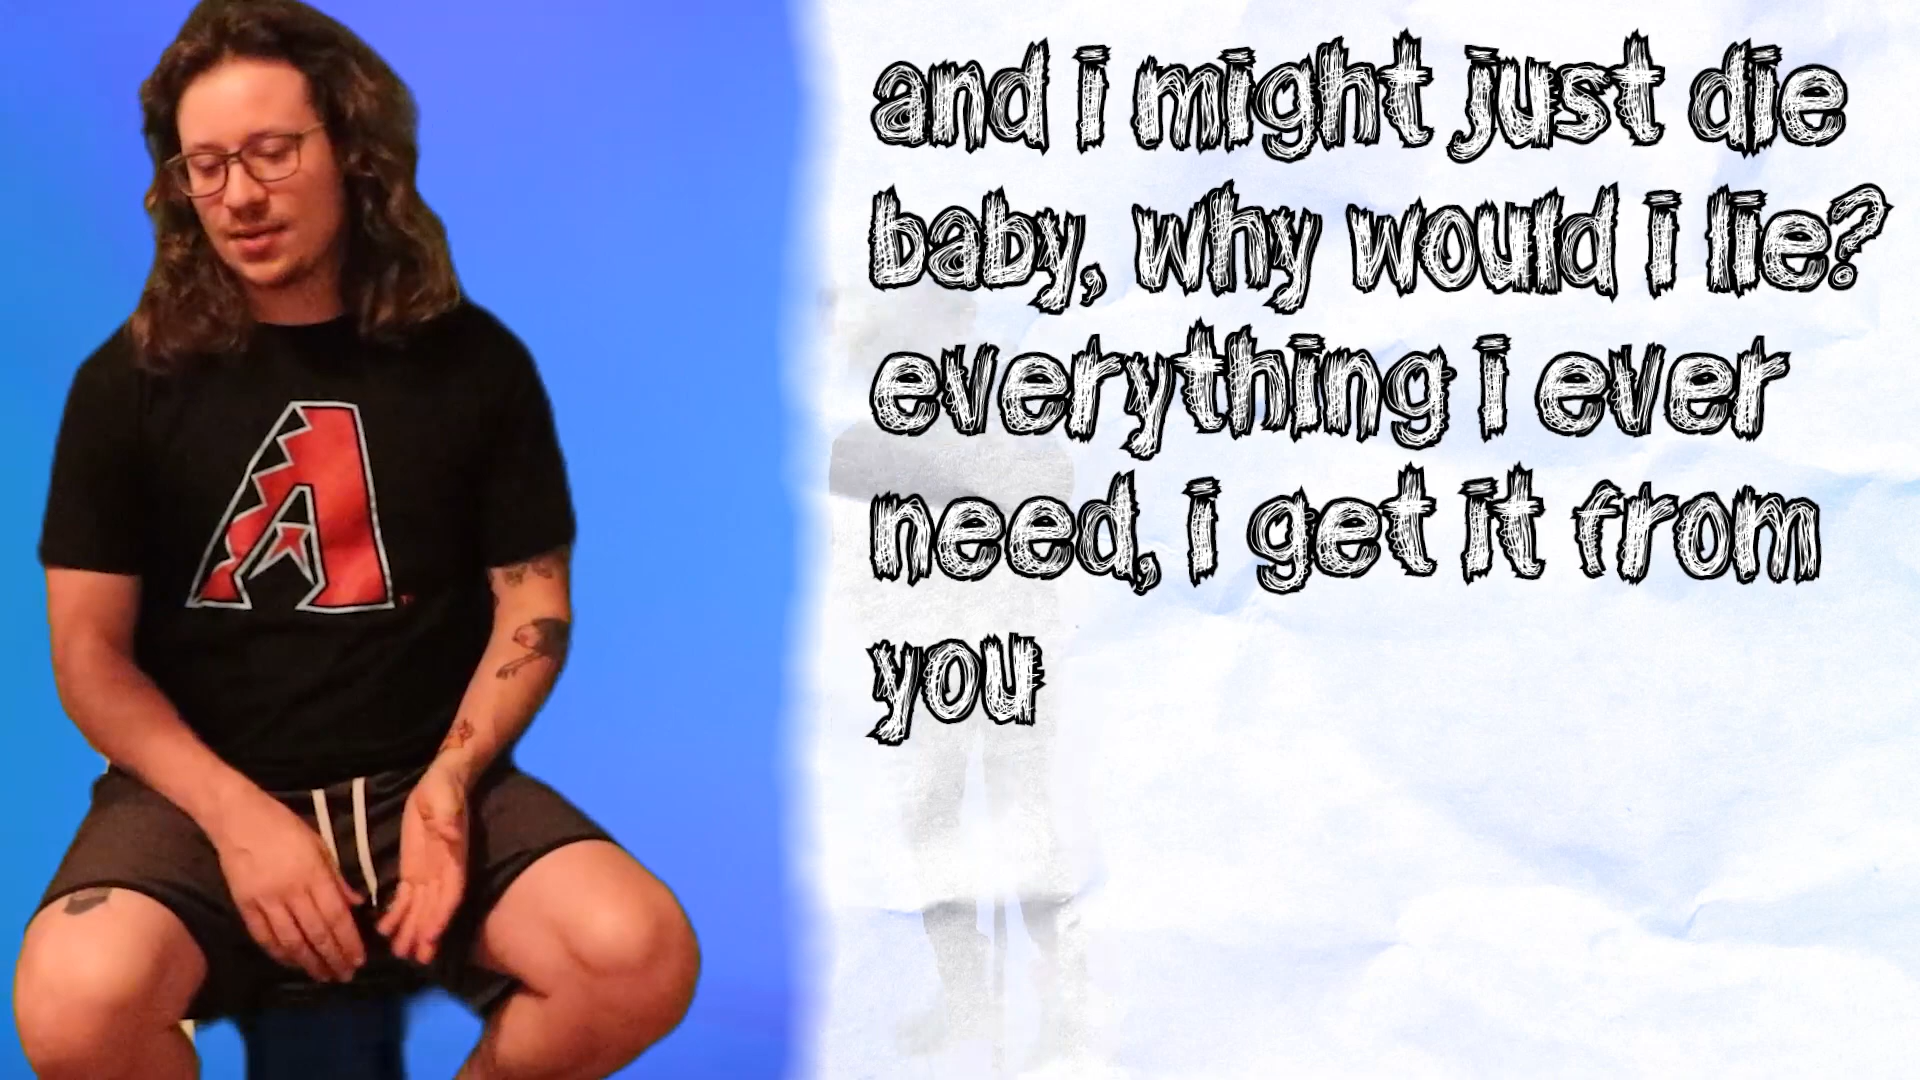 and i might just die
baby, why would i lie?
everything i ever
need, i get it from
you
A